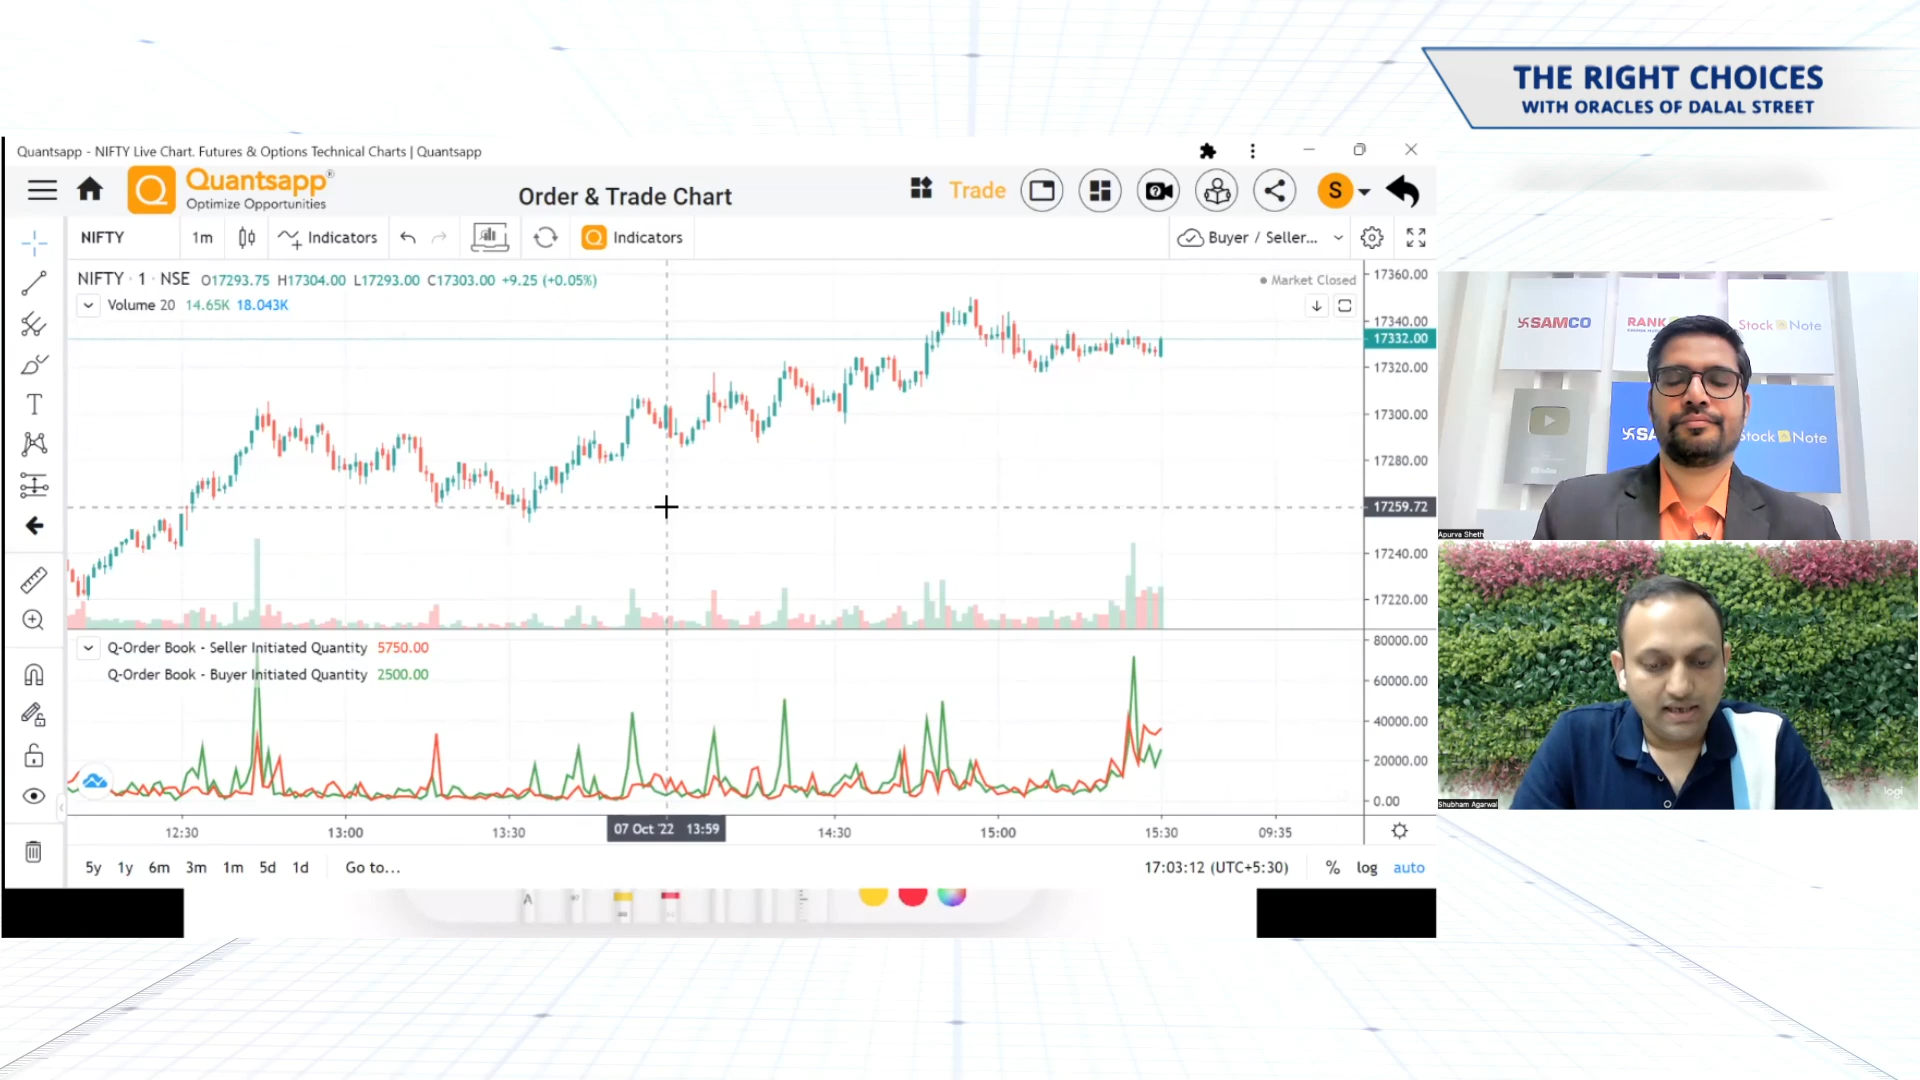 THE RIGHT CHOICES
WITH ORACLES OF DALAL STREET
Quantsapp - NIFTY Live Chart. Futures & Options Technical Charts | Quantsapp
Quantsapp®
Optimize Opportunities
Order & Trade Chart
Trade
S
NIFTY
1m
Indicators
Indicators
Buyer / Seller...
NIFTY · 1 · NSE O17293.75 H17304.00 L17293.00 C17303.00 +9.25 (+0.05%)
Market Closed
Volume 20 14.65K 18.043K
17360.00
17340.00
17332.00
17320.00
17300.00
17280.00
17259.72
17240.00
17220.00
Q-Order Book - Seller Initiated Quantity 5750.00
Q-Order Book - Buyer Initiated Quantity 2500.00
80000.00
60000.00
40000.00
20000.00
0.00
12:30
13:00
13:30
07 Oct '22 13:59
14:30
15:00
15:30
09:35
5y 1y 6m 3m 1m 5d 1d Go to...
17:03:12 (UTC+5:30) % log auto
SAMCO
RANK
Stock Note
SA
Stock Note
Apurva Sheth
Shubham Agarwal
logi